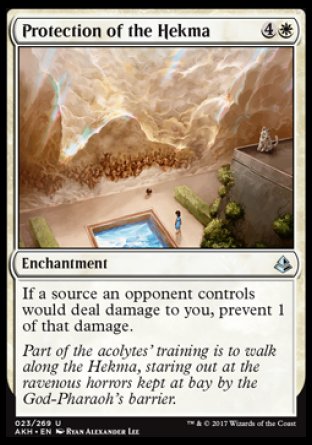 Protection of the Hekma 4
Enchantment
If a source an opponent controls
would deal damage to you, prevent 1
of that damage.
Part of the acolytes' training is to walk
along the Hekma, staring out at the
ravenous horrors kept at bay by the
God-Pharaoh's barrier.
023/269 U
AKH • EN Ryan Alexander Lee
™ & © 2017 Wizards of the Coast